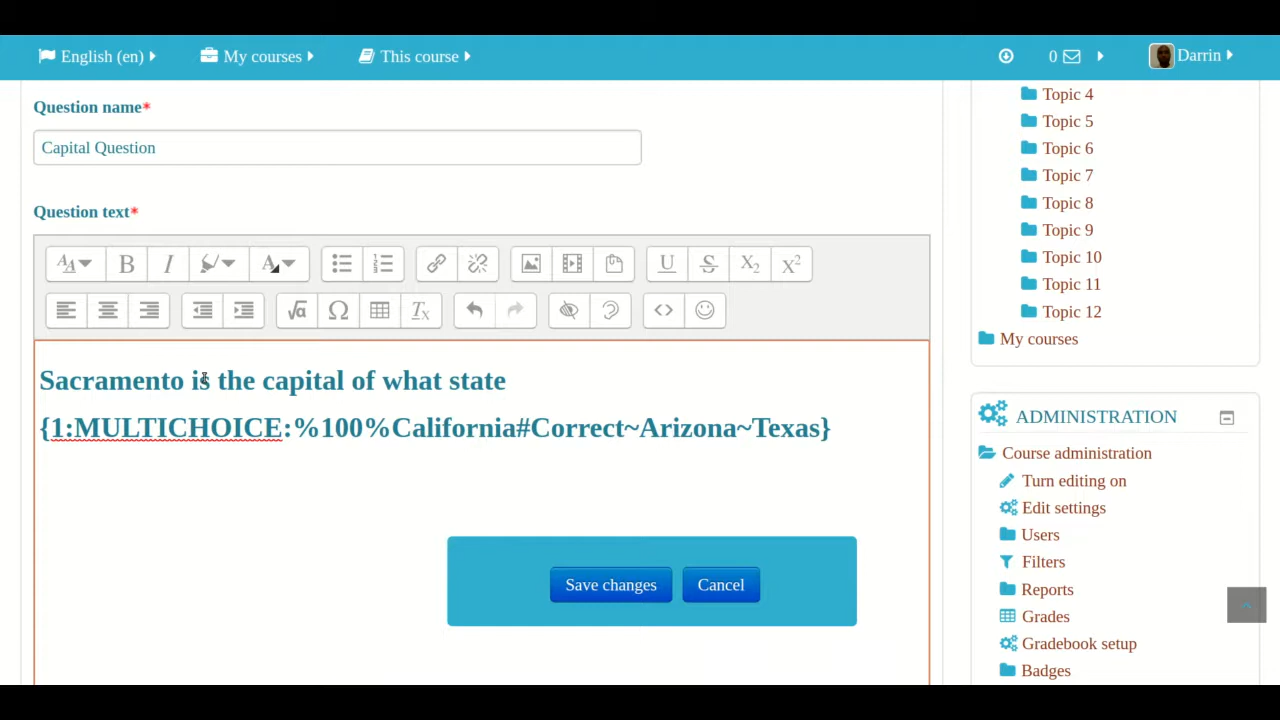 English (en)
My courses
This course
0
Darrin
Question name*
Capital Question
Question text*
Sacramento is the capital of what state
{1:MULTICHOICE:%100%California#Correct~Arizona~Texas}
Save changes
Cancel
Topic 4
Topic 5
Topic 6
Topic 7
Topic 8
Topic 9
Topic 10
Topic 11
Topic 12
My courses
ADMINISTRATION
Course administration
Turn editing on
Edit settings
Users
Filters
Reports
Grades
Gradebook setup
Badges